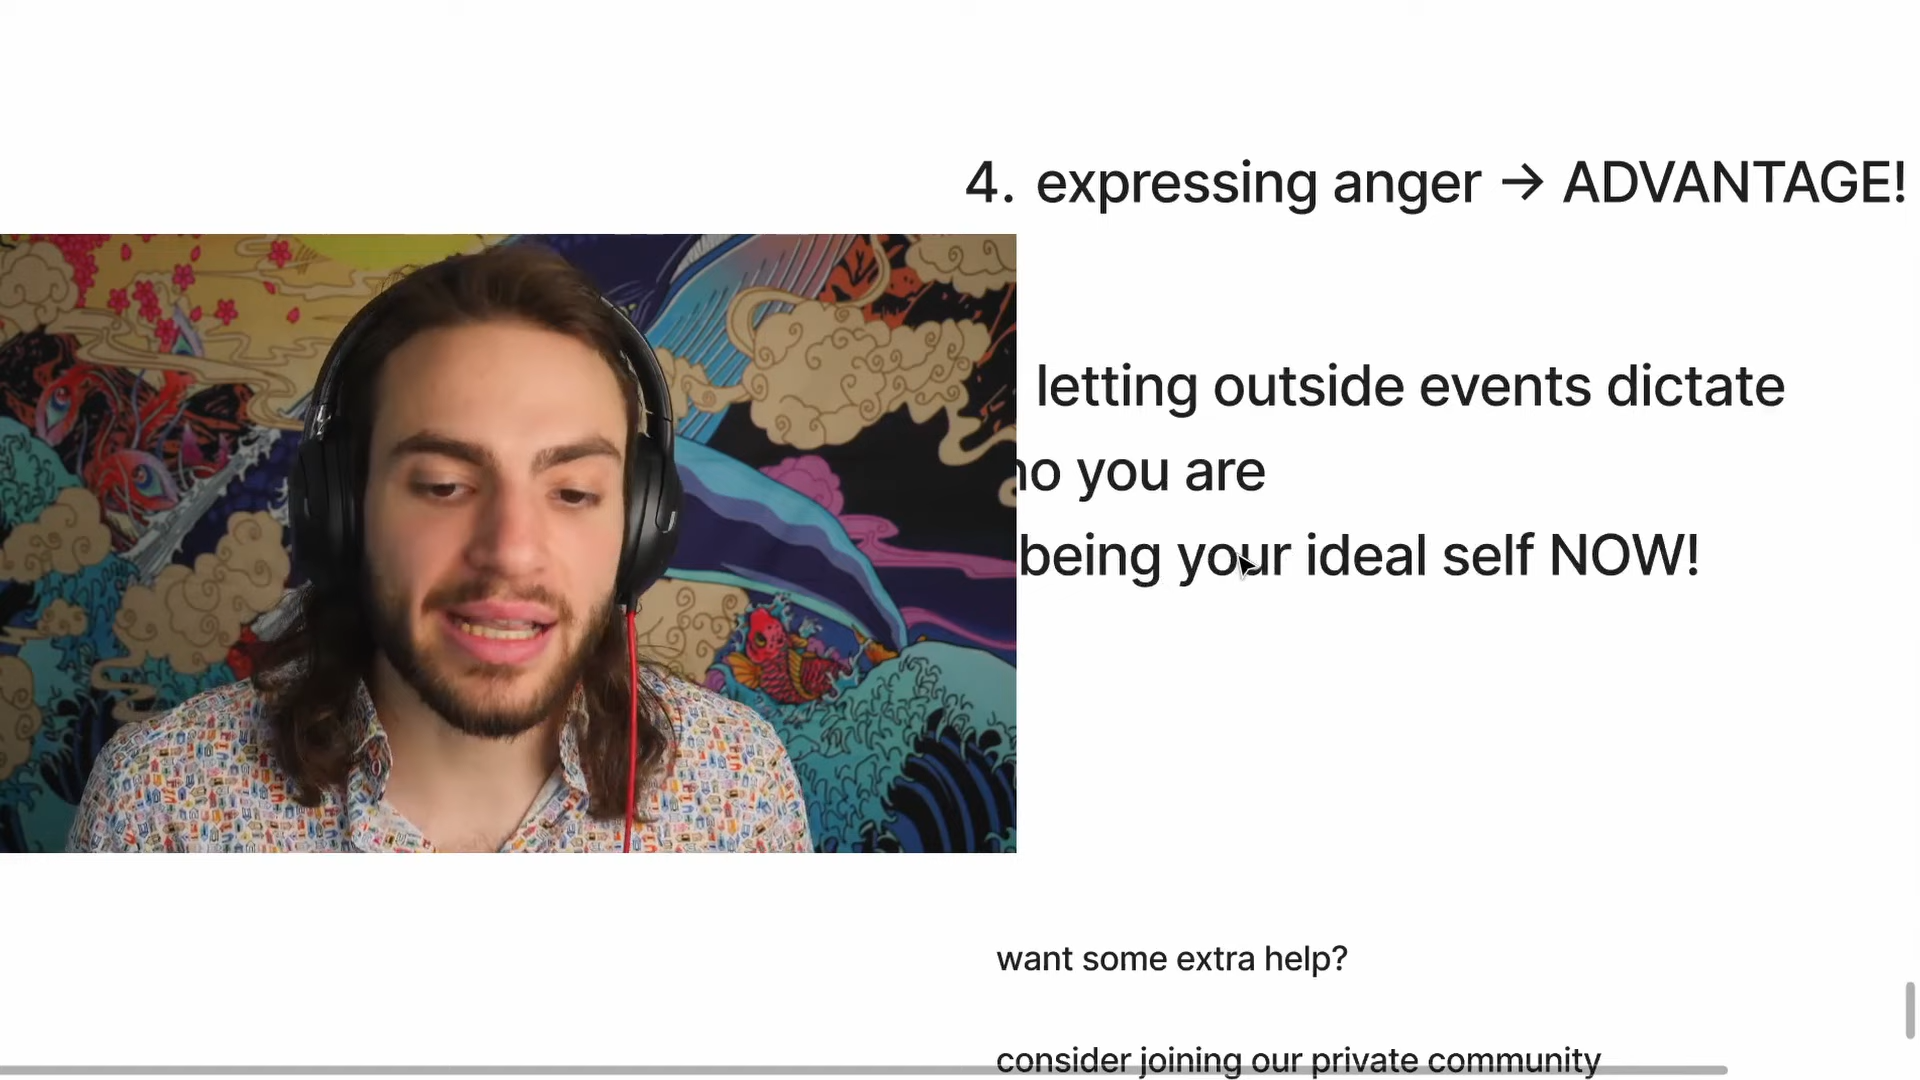 4. expressing anger → ADVANTAGE!
letting outside events dictate
you are
being your ideal self NOW!
want some extra help?
consider joining our private community